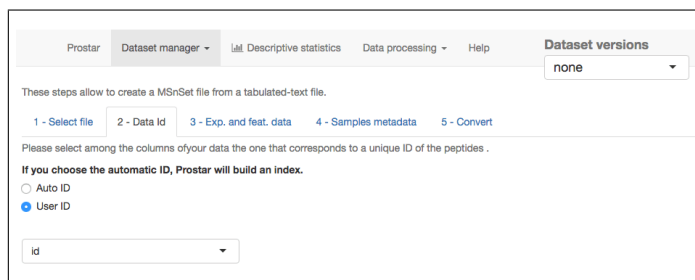 Prostar Dataset manager Descriptive statistics Data processing Help Dataset versions
none
These steps allow to create a MSnSet file from a tabulated-text file.
1 - Select file 2 - Data Id 3 - Exp. and feat. data 4 - Samples metadata 5 - Convert
Please select among the columns ofyour data the one that corresponds to a unique ID of the peptides .
If you choose the automatic ID, Prostar will build an index.
Auto ID
User ID
id